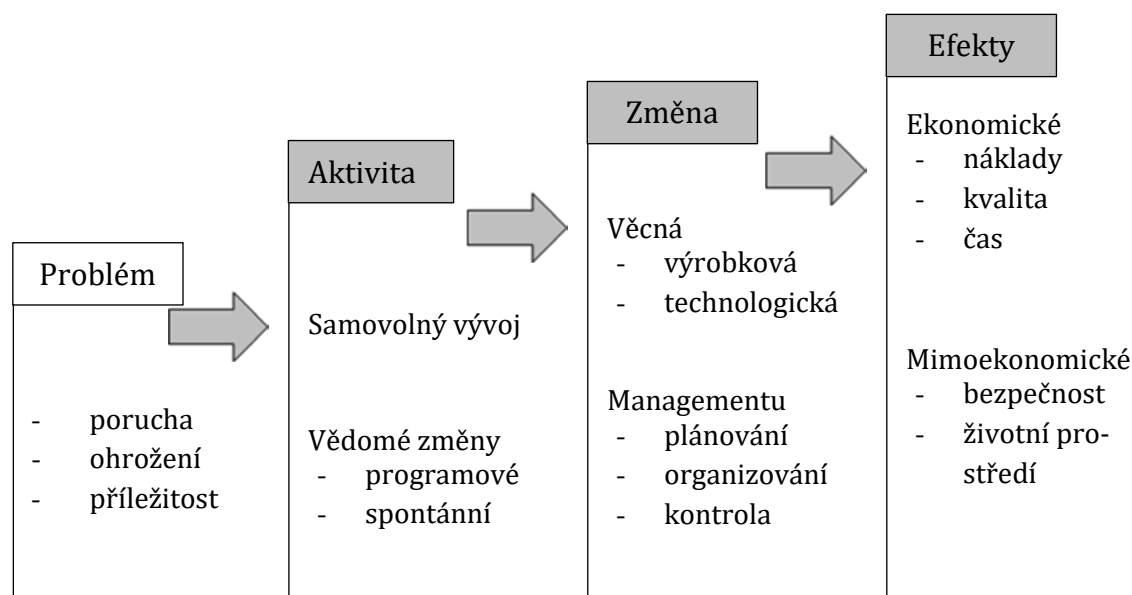 Problém
- porucha
- ohrožení
- příležitost
Aktivita
Samovolný vývoj
Vědomé změny
- programové
- spontánní
Změna
Věcná
- výrobková
- technologická
Managementu
- plánování
- organizování
- kontrola
Efekty
Ekonomické
- náklady
- kvalita
- čas
Mimoekonomické
- bezpečnost
- životní pro-
středí